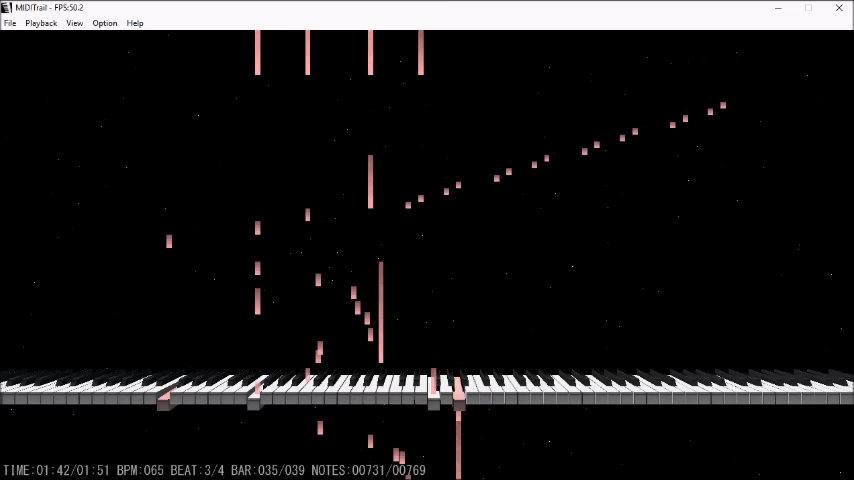 MIDITrail - FPS:50.2
File Playback View Option Help
TIME:01:42/01:51 BPM:065 BEAT:3/4 BAR:035/039 NOTES:00731/00769